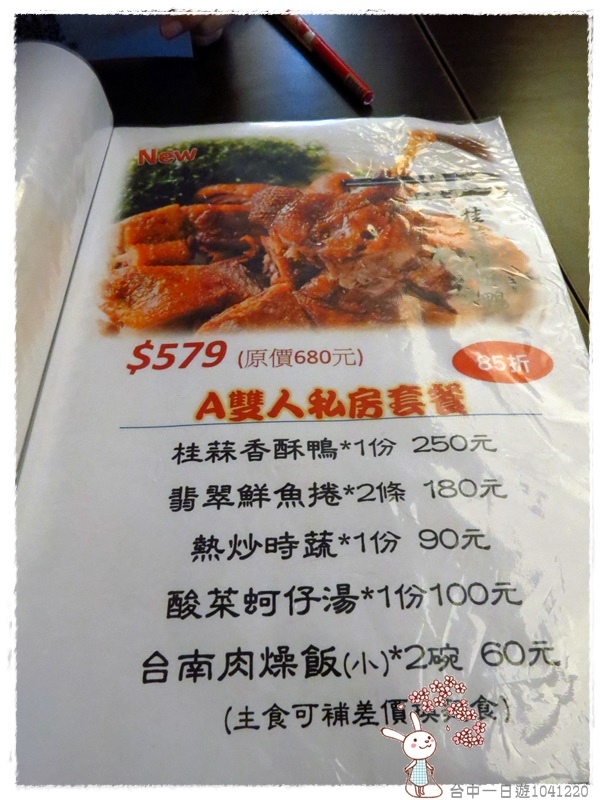 New
桂
鴨
$579 (原價680元)
85折
A雙人私房套餐
桂蒜香酥鴨*1份 250元
翡翠鮮魚捲*2條 180元
熱炒時蔬*1份 90元
酸菜蚵仔湯*1份100元
台南肉燥飯(小)*2碗 60元
(主食可補差價換 食)
台中一日遊1041220